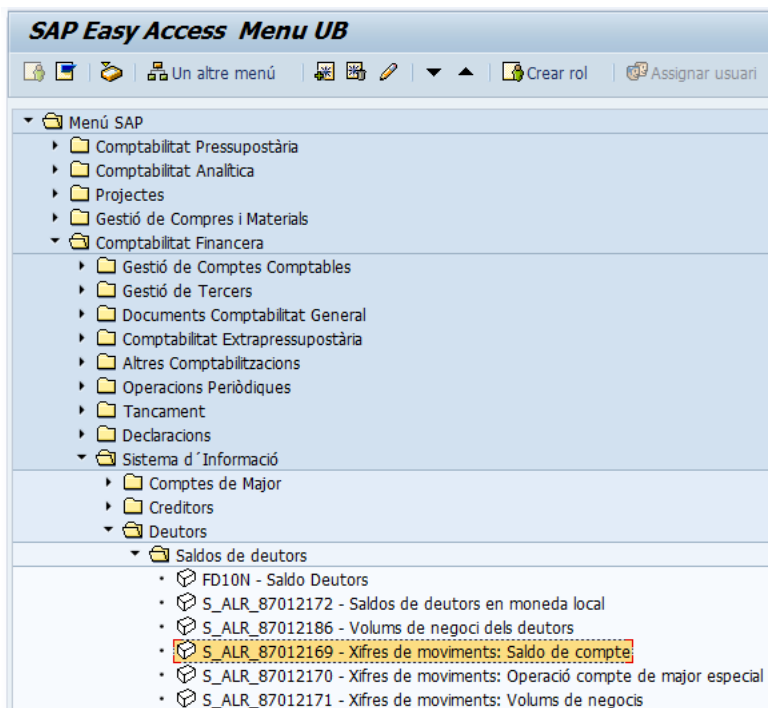 SAP Easy Access Menu UB
Un altre menú Crear rol Assignar usuari
Menú SAP
Comptabilitat Pressupostària
Comptabilitat Analítica
Projectes
Gestió de Compres i Materials
Comptabilitat Financera
Gestió de Comptes Comptables
Gestió de Tercers
Documents Comptabilitat General
Comptabilitat Extrapressupostària
Altres Comptabilitzacions
Operacions Periòdiques
Tancament
Declaracions
Sistema d´Informació
Comptes de Major
Creditors
Deutors
Saldos de deutors
FD10N - Saldo Deutors
S_ALR_87012172 - Saldos de deutors en moneda local
S_ALR_87012186 - Volums de negoci dels deutors
S_ALR_87012169 - Xifres de moviments: Saldo de compte
S_ALR_87012170 - Xifres de moviments: Operació compte de major especial
S_ALR_87012171 - Xifres de moviments: Volums de negocis